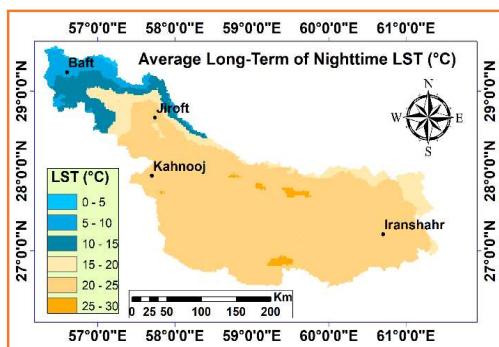 57°0'0"E 58°0'0"E 59°0'0"E 60°0'0"E 61°0'0"E
Average Long-Term of Nighttime LST (°C)
Baft
N
W E
S
29°0'0"N 29°0'0"N
Jiroft
28°0'0"N 28°0'0"N
Kahnooj
LST (°C)
0 - 5
5 - 10
10 - 15
15 - 20
20 - 25
25 - 30
Iranshahr
27°0'0"N 27°0'0"N
Km
0 25 50 100 150 200
57°0'0"E 58°0'0"E 59°0'0"E 60°0'0"E 61°0'0"E